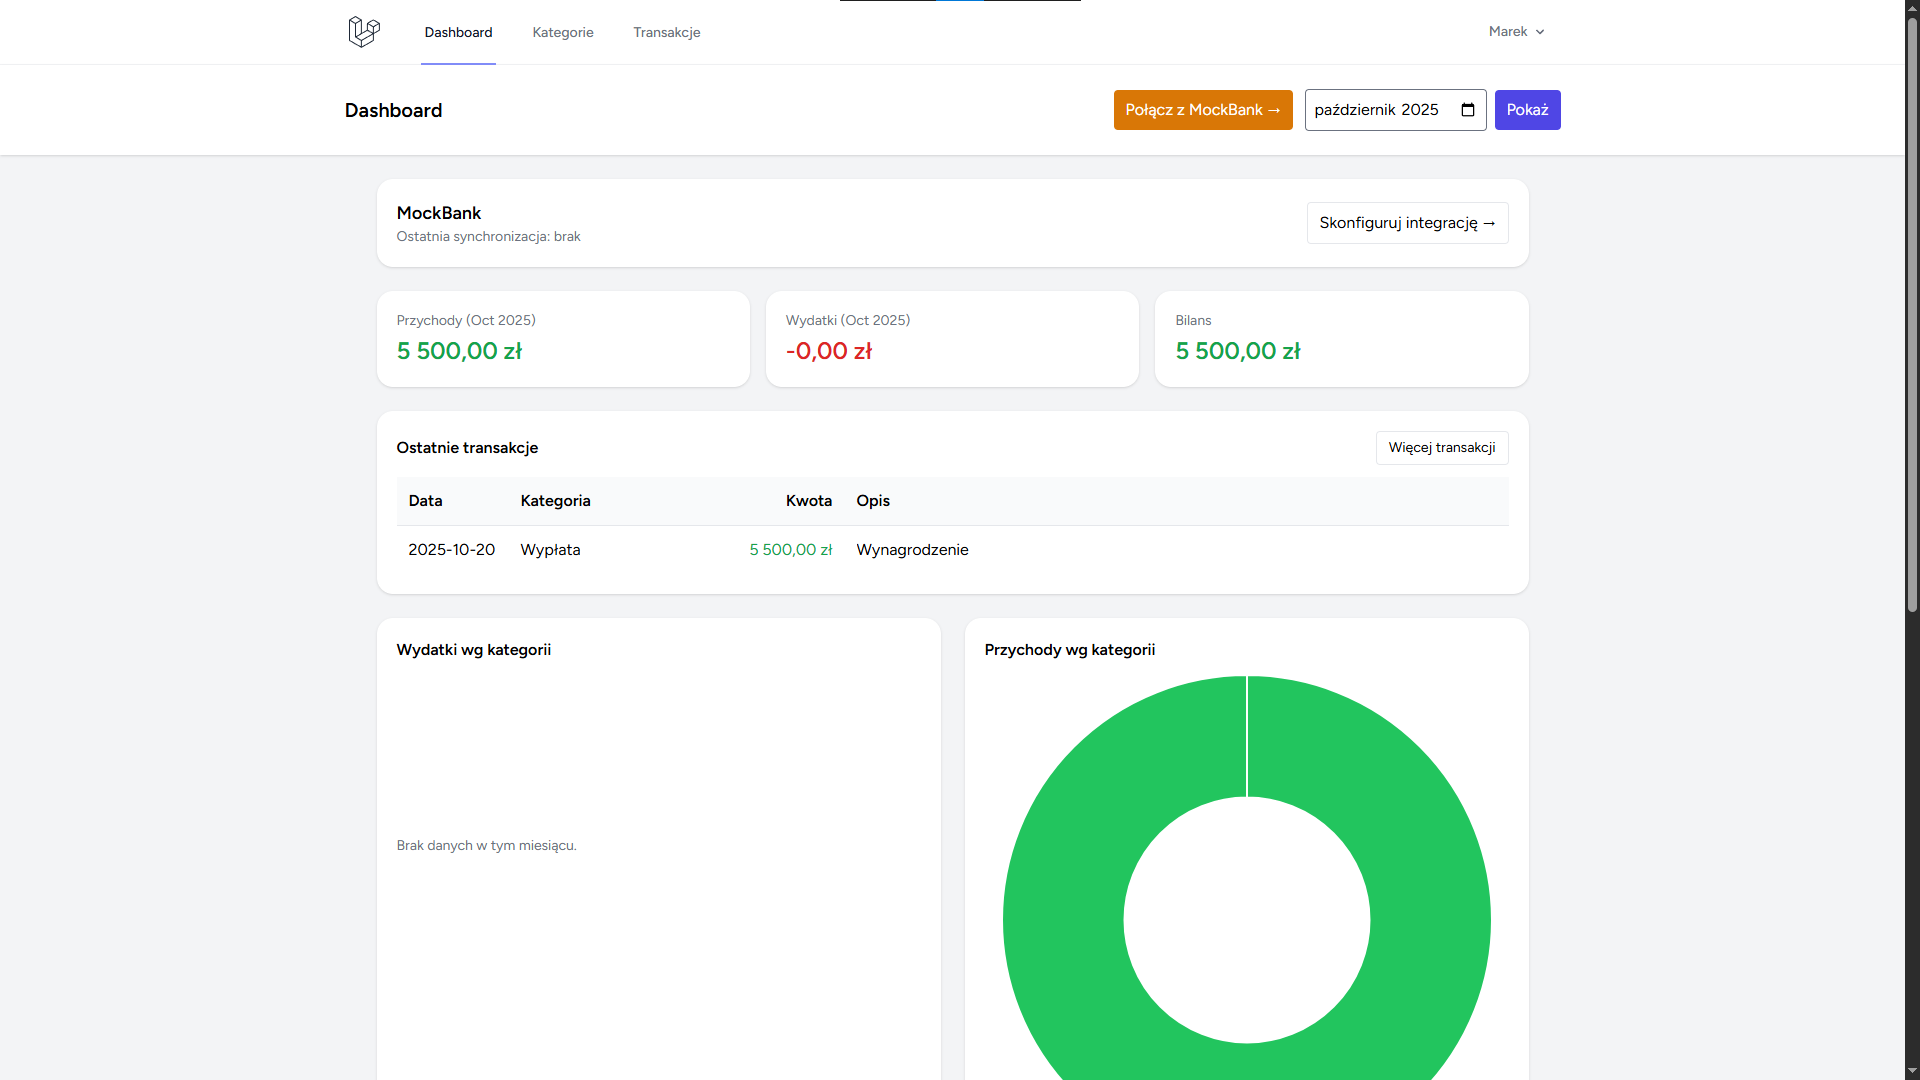 Dashboard Kategorie Transakcje Marek
Dashboard Połącz z MockBank → październik 2025 Pokaż
MockBank
Ostatnia synchronizacja: brak
Skonfiguruj integrację →
Przychody (Oct 2025)
5 500,00 zł
Wydatki (Oct 2025)
-0,00 zł
Bilans
5 500,00 zł
Ostatnie transakcje Więcej transakcji
Data Kategoria Kwota Opis
2025-10-20 Wypłata 5 500,00 zł Wynagrodzenie
Wydatki wg kategorii
Brak danych w tym miesiącu.
Przychody wg kategorii